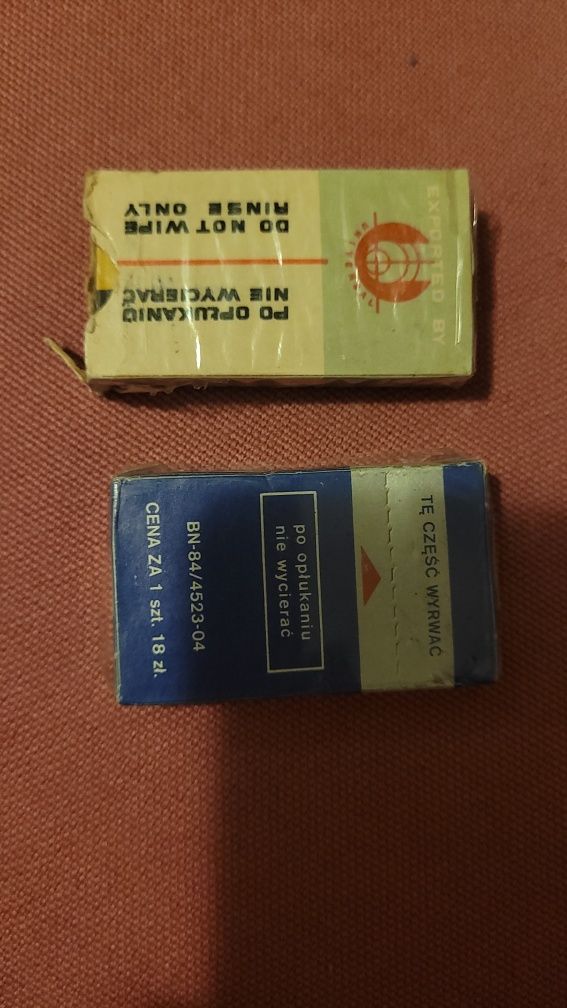 PO OPŁUKANIU
NIE WYCIERAĆ
DO NOT WIPE
RINSE ONLY
EXPORTED BY
TĘ CZĘŚĆ WYRWAĆ
po opłukaniu
nie wycierać
BN-84/4523-04
CENA ZA 1 szt. 18 zł.